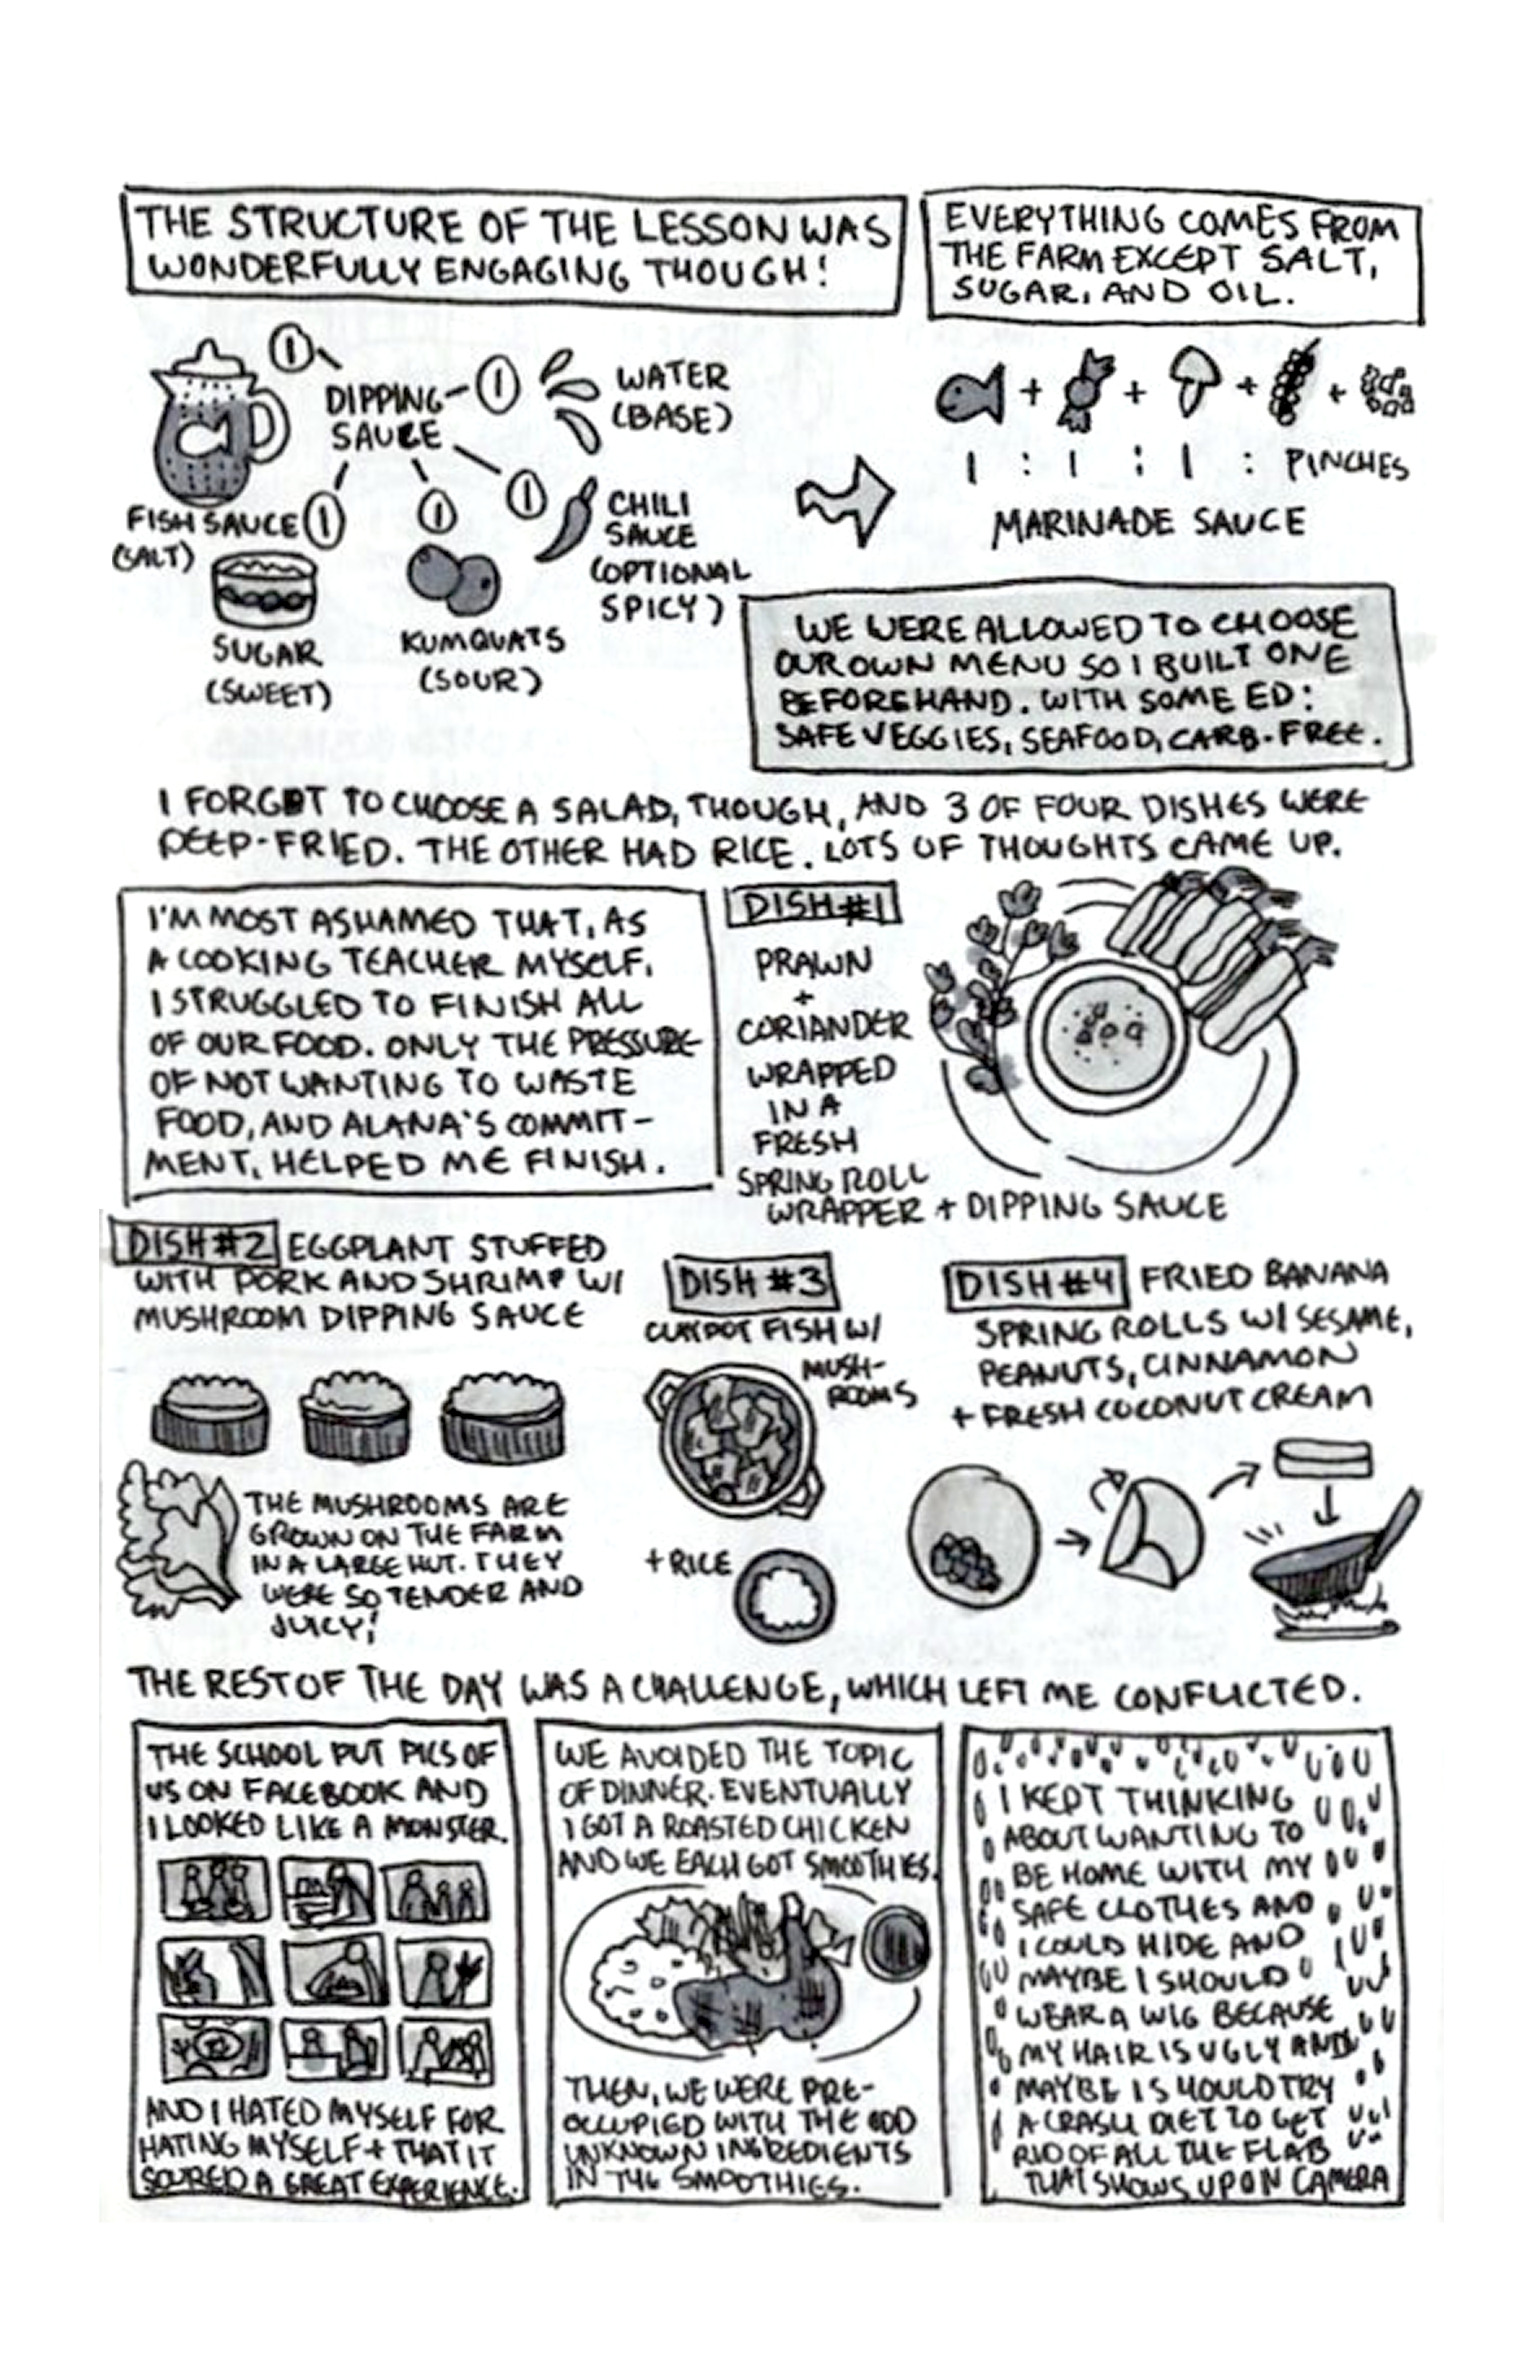 THE STRUCTURE OF THE LESSON WAS
WONDERFULLY ENGAGING THOUGH!
EVERYTHING COMES FROM
THE FARM EXCEPT SALT,
SUGAR, AND OIL.
1
DIPPING
SAUCE
1
WATER
(BASE)
FISH SAUCE
(SALT)
1
SUGAR
(SWEET)
1
KUMQUATS
(SOUR)
1
CHILI
SAUCE
(OPTIONAL
SPICY)
+ + + +
1 : 1 : 1 : PINCHES
MARINADE SAUCE
WE WERE ALLOWED TO CHOOSE
OUR OWN MENU SO I BUILT ONE
BEFOREHAND. WITH SOME ED:
SAFE VEGGIES, SEAFOOD, CARB-FREE.
I FORGOT TO CHOOSE A SALAD, THOUGH, AND 3 OF FOUR DISHES WERE
DEEP-FRIED. THE OTHER HAD RICE. LOTS OF THOUGHTS CAME UP.
I'M MOST ASHAMED THAT, AS
A COOKING TEACHER MYSELF,
I STRUGGLED TO FINISH ALL
OF OUR FOOD. ONLY THE PRESSURE
OF NOT WANTING TO WASTE
FOOD, AND ALANA'S COMMIT-
MENT, HELPED ME FINISH.
DISH #1
PRAWN
+
CORIANDER
WRAPPED
IN A
FRESH
SPRING ROLL
WRAPPER + DIPPING SAUCE
DISH #2 EGGPLANT STUFFED
WITH PORK AND SHRIMP W/
MUSHROOM DIPPING SAUCE
THE MUSHROOMS ARE
GROWN ON THE FARM
IN A LARGE HUT. THEY
WERE SO TENDER AND
JUICY!
DISH #3
CLAYPOT FISH W/
MUSH-
ROOMS
+ RICE
DISH #4 FRIED BANANA
SPRING ROLLS W/ SESAME,
PEANUTS, CINNAMON
+ FRESH COCONUT CREAM
THE REST OF THE DAY WAS A CHALLENGE, WHICH LEFT ME CONFLICTED.
THE SCHOOL PUT PICS OF
US ON FACEBOOK AND
I LOOKED LIKE A MONSTER.
AND I HATED MYSELF FOR
HATING MYSELF + THAT IT
SOURED A GREAT EXPERIENCE.
WE AVOIDED THE TOPIC
OF DINNER. EVENTUALLY
I GOT A ROASTED CHICKEN
AND WE EACH GOT SMOOTHIES.
THEN, WE WERE PRE-
OCCUPIED WITH THE ODD
UNKNOWN INGREDIENTS
IN THE SMOOTHIES.
I KEPT THINKING
ABOUT WANTING TO
BE HOME WITH MY
SAFE CLOTHES AND
I COULD HIDE AND
MAYBE I SHOULD
WEAR A WIG BECAUSE
MY HAIR IS UGLY AND
MAYBE I SHOULD TRY
A CRASH DIET TO GET
RID OF ALL THE FLAB
THAT SHOWS UP ON CAMERA